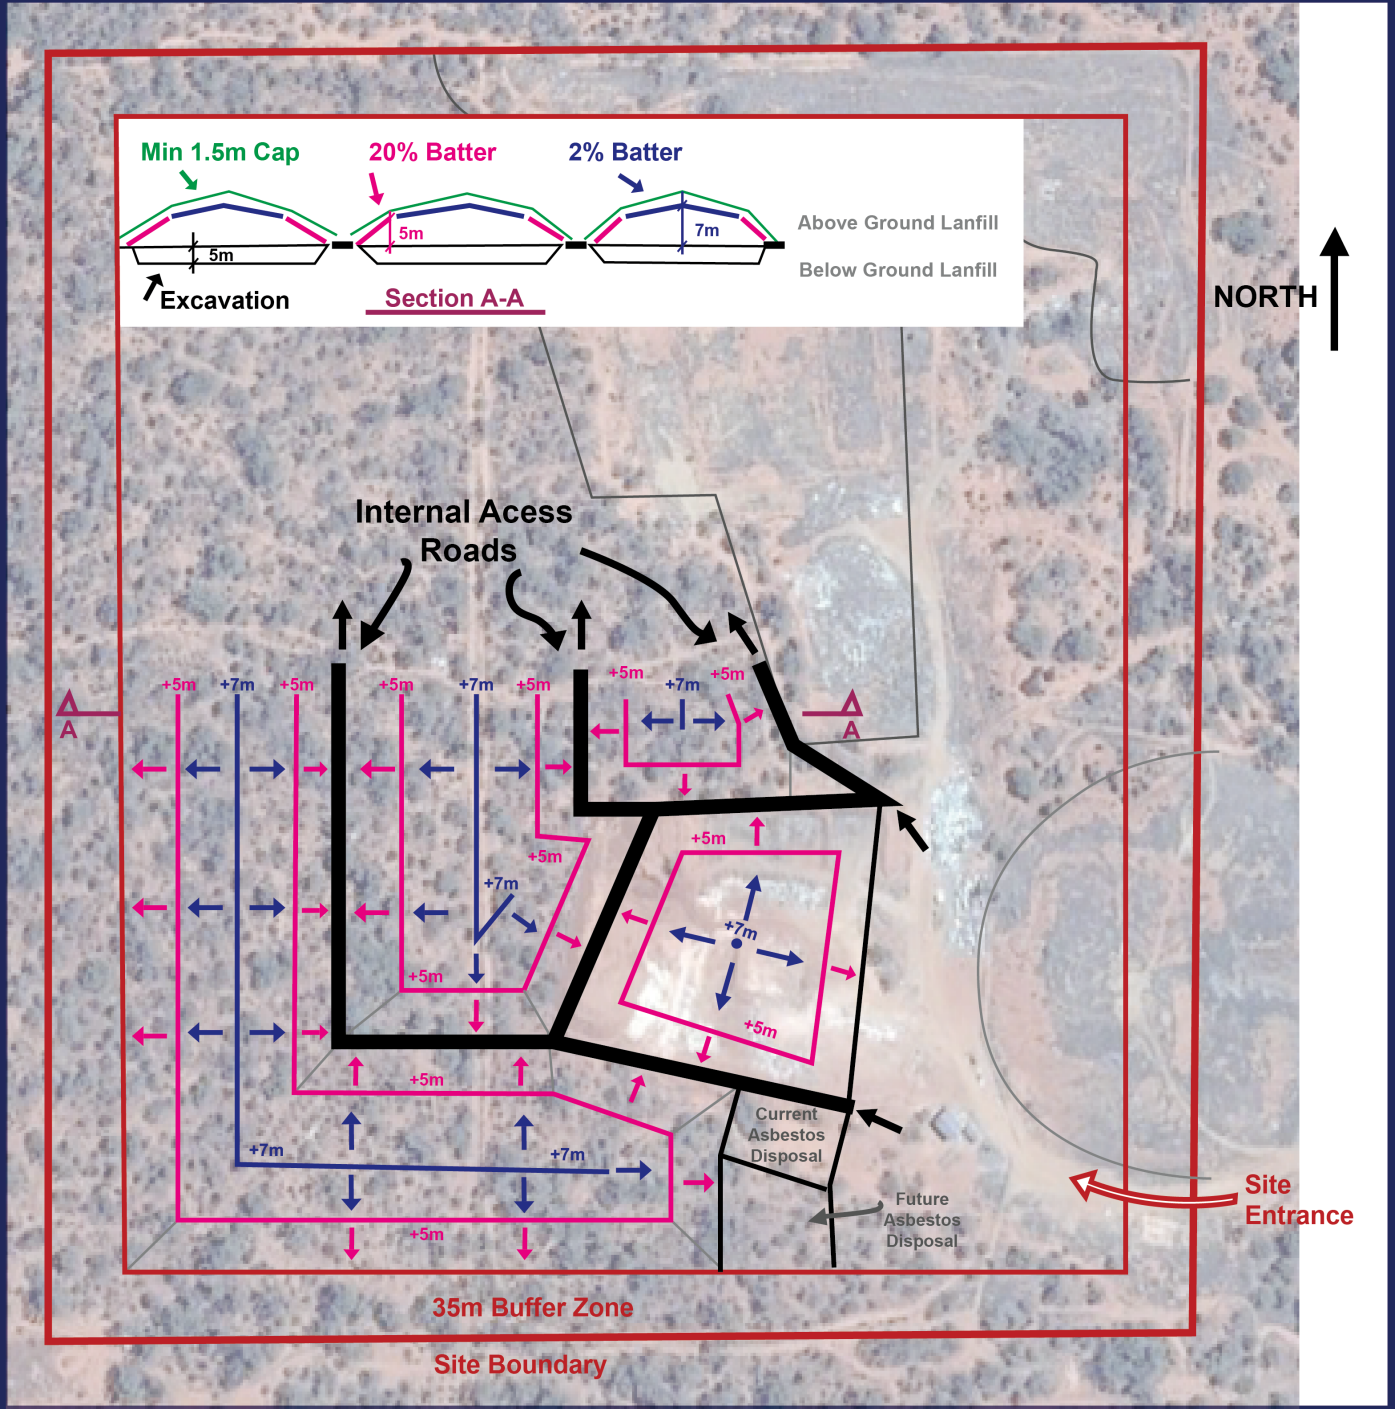 Min 1.5m Cap
20% Batter
2% Batter
5m
5m
7m
Above Ground Lanfill
Below Ground Lanfill
Excavation
Section A-A
NORTH
Internal Acess
Roads
+5m
+7m
+5m
+5m
+7m
+5m
+5m
+7m
+5m
A
A
+5m
+5m
+7m
+7m
+5m
+5m
+5m
+7m
+7m
+5m
Current
Asbestos
Disposal
Future
Asbestos
Disposal
Site
Entrance
35m Buffer Zone
Site Boundary